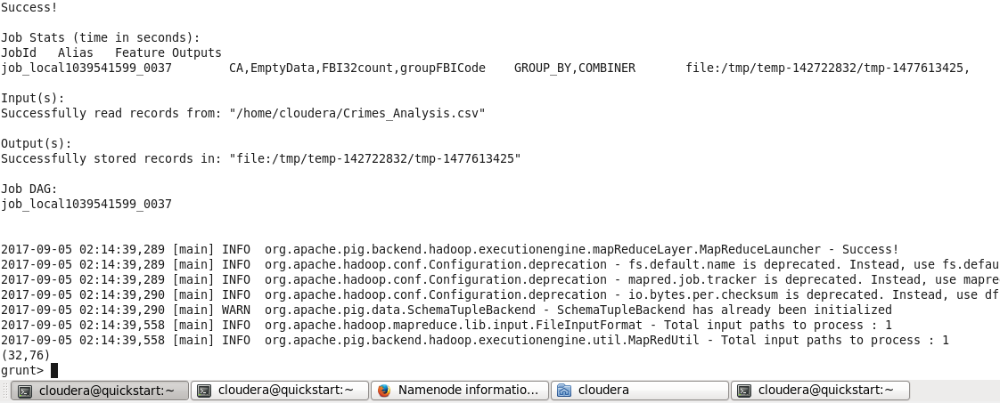 Success!
Job Stats (time in seconds):
JobId Alias Feature Outputs
job_local1039541599_0037 CA,EmptyData,FBI32count,groupFBICode GROUP_BY,COMBINER file:/tmp/temp-142722832/tmp-1477613425,
Input(s):
Successfully read records from: "/home/cloudera/Crimes_Analysis.csv"
Output(s):
Successfully stored records in: "file:/tmp/temp-142722832/tmp-1477613425"
Job DAG:
job_local1039541599_0037
2017-09-05 02:14:39,289 [main] INFO org.apache.pig.backend.hadoop.executionengine.mapReduceLayer.MapReduceLauncher - Success!
2017-09-05 02:14:39,289 [main] INFO org.apache.hadoop.conf.Configuration.deprecation - fs.default.name is deprecated. Instead, use fs.defau
2017-09-05 02:14:39,289 [main] INFO org.apache.hadoop.conf.Configuration.deprecation - mapred.job.tracker is deprecated. Instead, use mapre
2017-09-05 02:14:39,290 [main] INFO org.apache.hadoop.conf.Configuration.deprecation - io.bytes.per.checksum is deprecated. Instead, use df
2017-09-05 02:14:39,290 [main] WARN org.apache.pig.data.SchemaTupleBackend - SchemaTupleBackend has already been initialized
2017-09-05 02:14:39,558 [main] INFO org.apache.hadoop.mapreduce.lib.input.FileInputFormat - Total input paths to process : 1
2017-09-05 02:14:39,558 [main] INFO org.apache.pig.backend.hadoop.executionengine.util.MapRedUtil - Total input paths to process : 1
(32,76)
grunt>
cloudera@quickstart:~ cloudera@quickstart:~ Namenode informatio... cloudera cloudera@quickstart:~